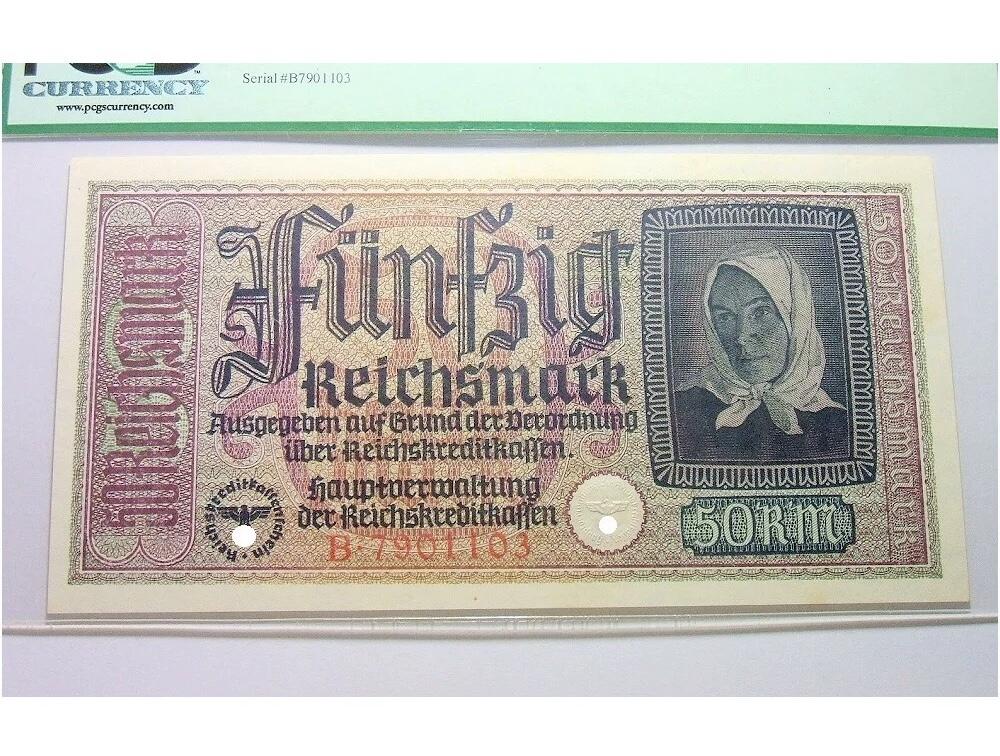 CURRENCY
™
www.pcgscurrency.com
Serial #B7901103
50 Reichsmark
Fünfzig
Reichsmark
Ausgegeben auf Grund der Verordnung
über Reichskreditkassen.
Hauptverwaltung
der Reichskreditkassen
B·7901103
Reichskreditkassenschein
50 RM
50 Reichsmark